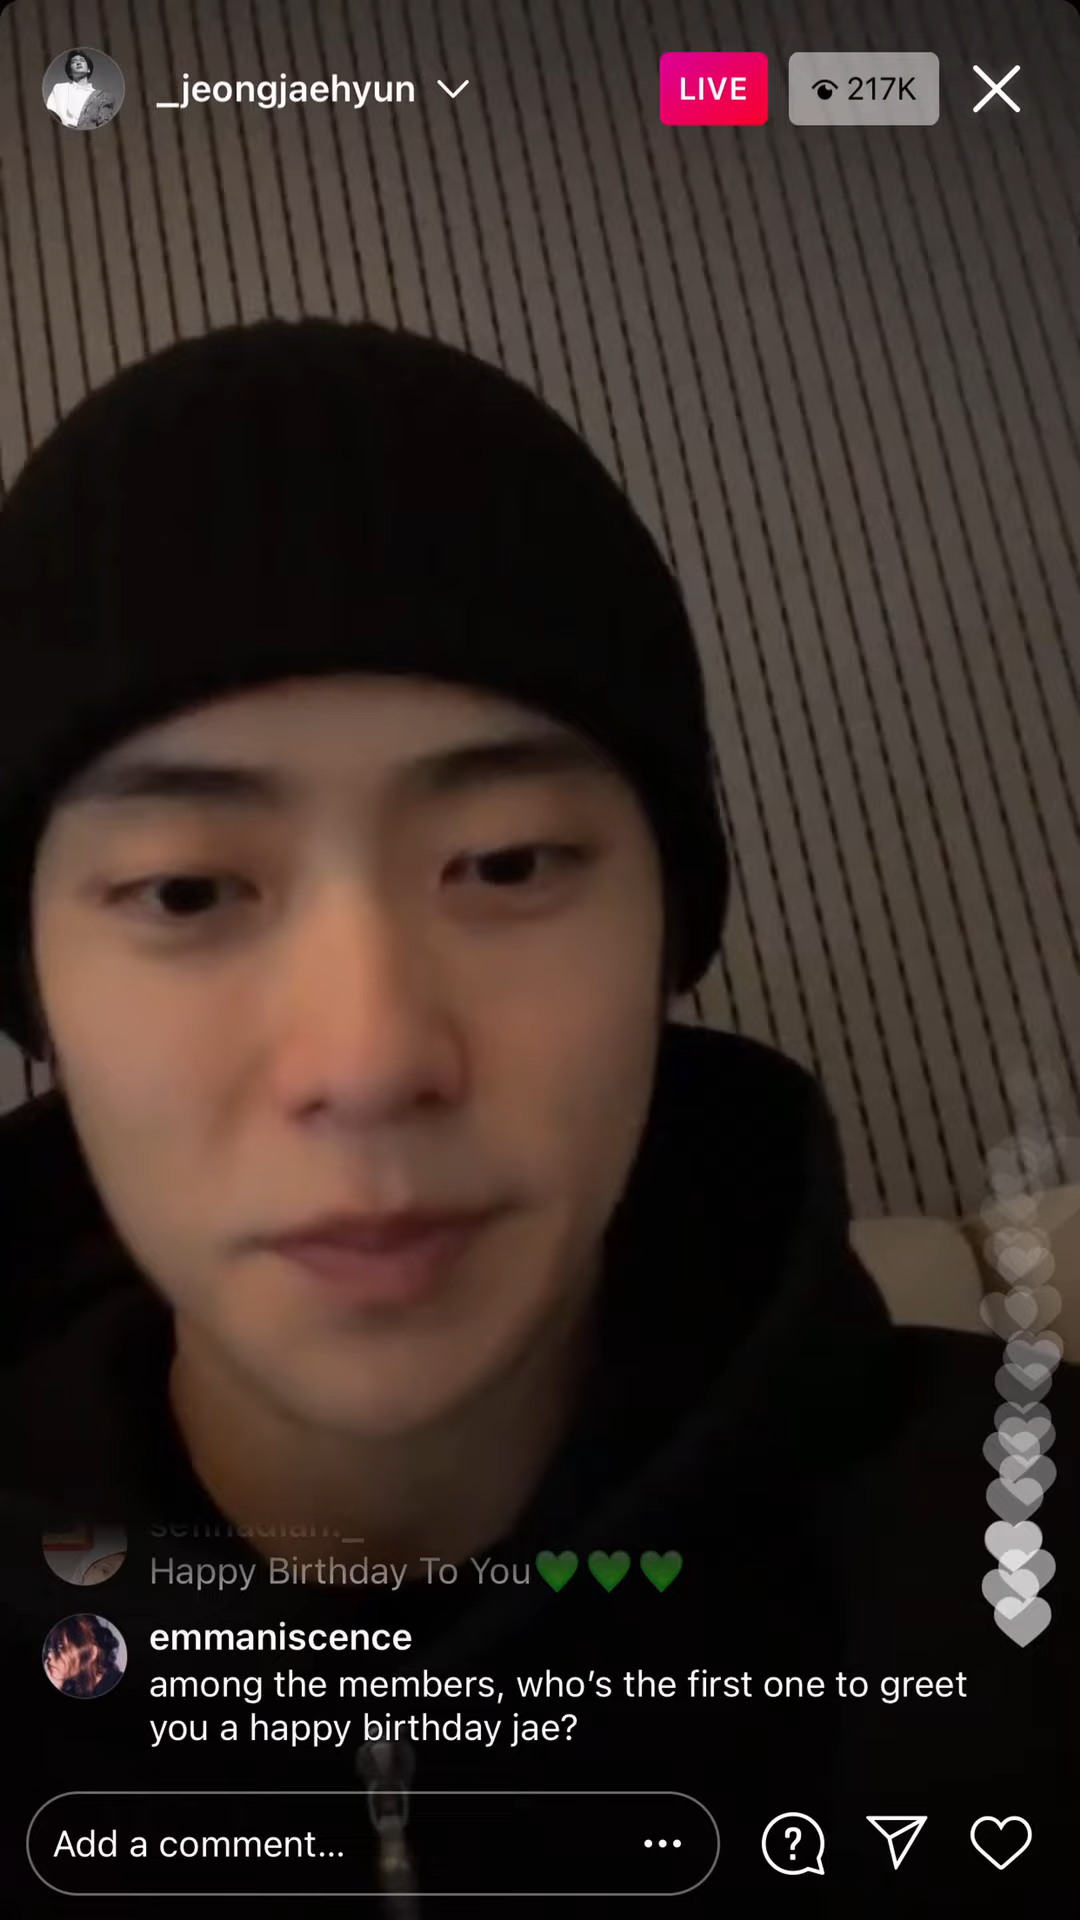 _jeongjaehyun
LIVE
217K
Happy Birthday To You💚💚💚
emmaniscence
among the members, who's the first one to greet
you a happy birthday jae?
Add a comment...